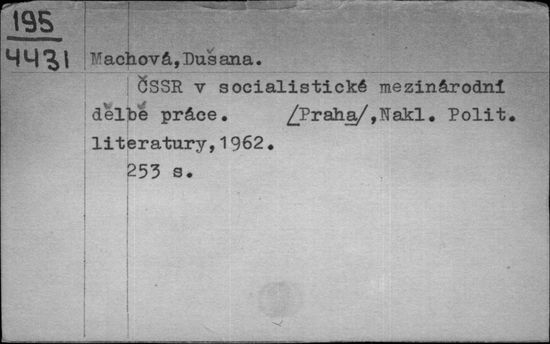 195
4431
Machová,Dušana.
ČSSR v socialistické mezinárodní
dělbě práce. /Praha/,Nakl. Polit.
literatury,1962.
253 s.